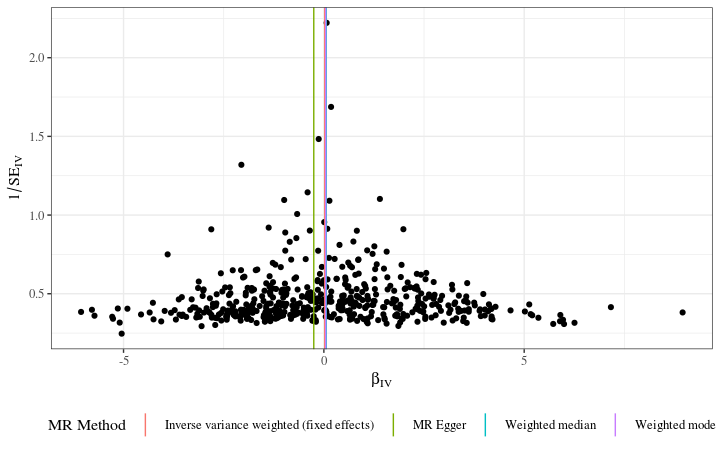 2.0
1.5
1/SE_IV
1.0
0.5
-5 0 5
β_IV
MR Method Inverse variance weighted (fixed effects) MR Egger Weighted median Weighted mode